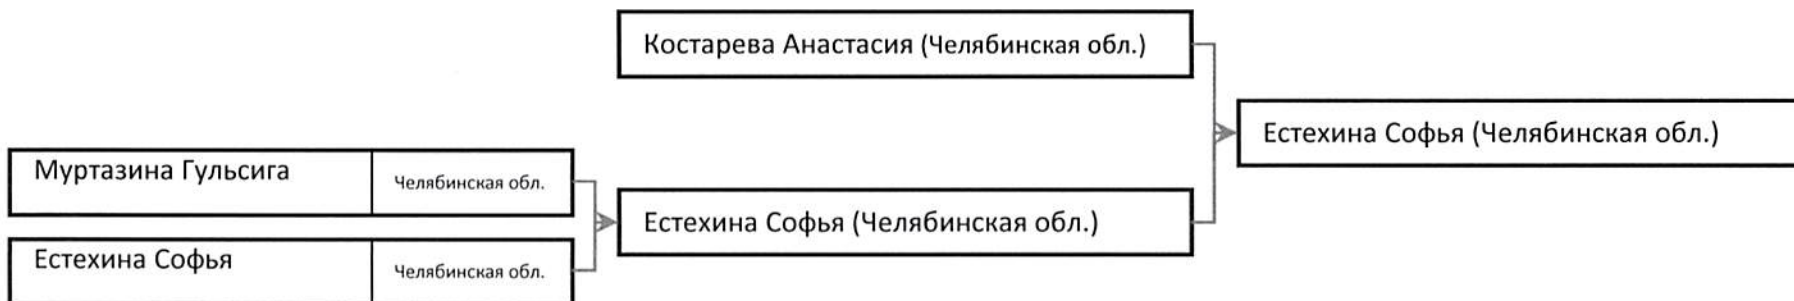 Костарева Анастасия (Челябинская обл.)
Естехина Софья (Челябинская обл.)
Муртазина Гульсига Челябинская обл.
Естехина Софья (Челябинская обл.)
Естехина Софья Челябинская обл.